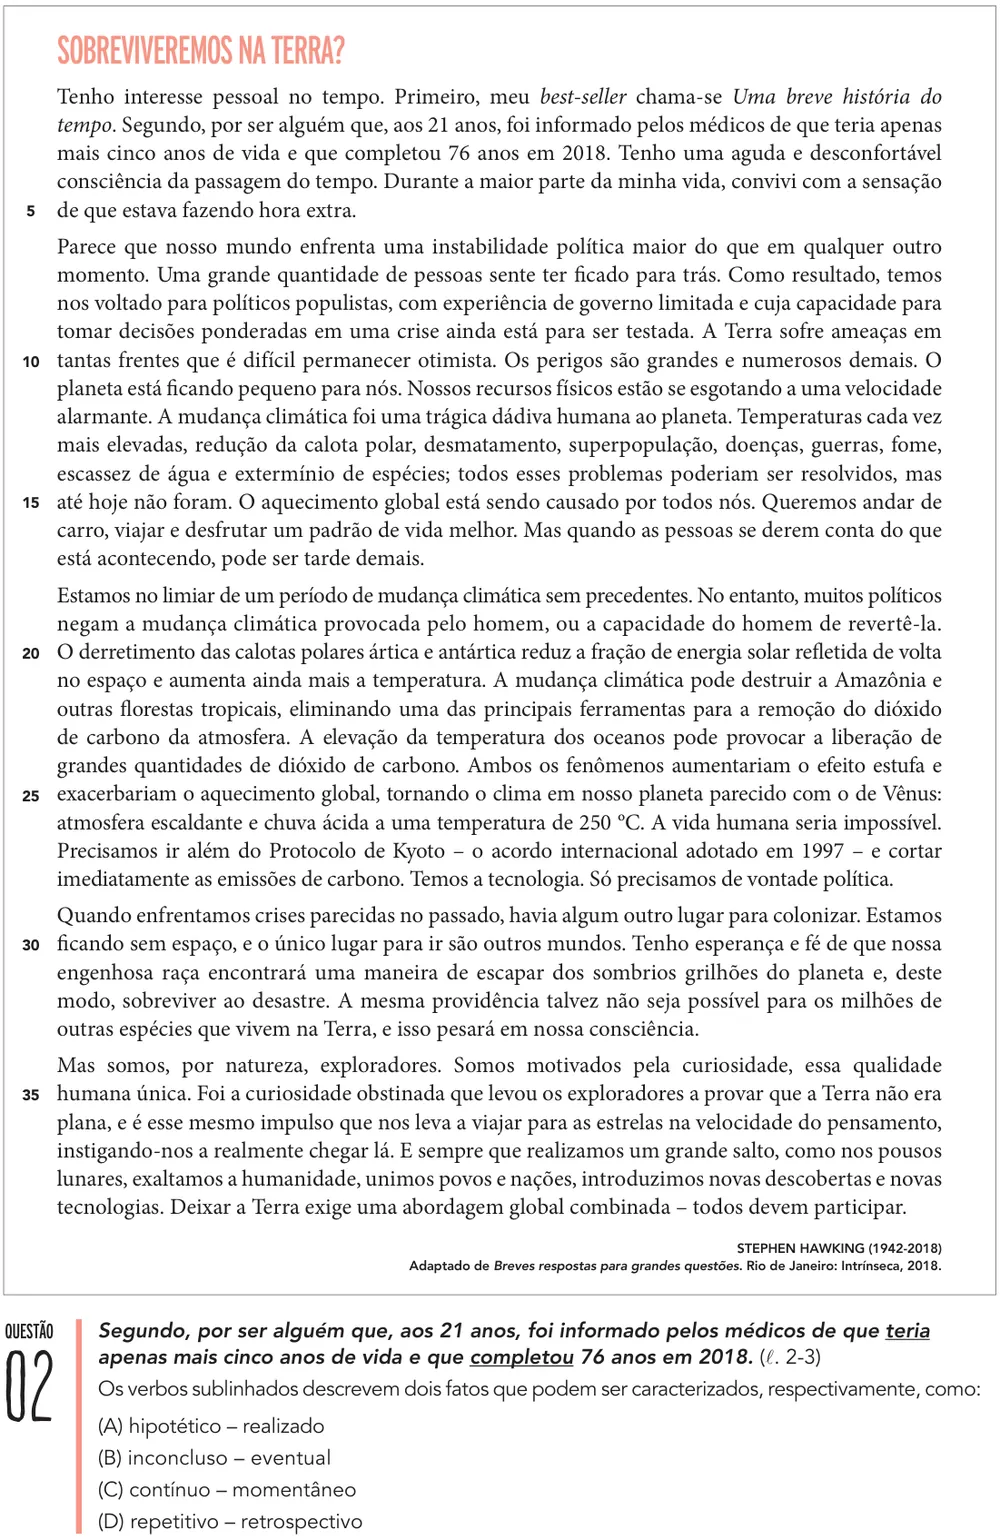 SOBREVIVEREMOS NA TERRA?
Tenho interesse pessoal no tempo. Primeiro, meu best-seller chama-se Uma breve história do
tempo. Segundo, por ser alguém que, aos 21 anos, foi informado pelos médicos de que teria apenas
mais cinco anos de vida e que completou 76 anos em 2018. Tenho uma aguda e desconfortável
consciência da passagem do tempo. Durante a maior parte da minha vida, convivi com a sensação
5 de que estava fazendo hora extra.
Parece que nosso mundo enfrenta uma instabilidade política maior do que em qualquer outro
momento. Uma grande quantidade de pessoas sente ter ficado para trás. Como resultado, temos
nos voltado para políticos populistas, com experiência de governo limitada e cuja capacidade para
tomar decisões ponderadas em uma crise ainda está para ser testada. A Terra sofre ameaças em
10 tantas frentes que é difícil permanecer otimista. Os perigos são grandes e numerosos demais. O
planeta está ficando pequeno para nós. Nossos recursos físicos estão se esgotando a uma velocidade
alarmante. A mudança climática foi uma trágica dádiva humana ao planeta. Temperaturas cada vez
mais elevadas, redução da calota polar, desmatamento, superpopulação, doenças, guerras, fome,
escassez de água e extermínio de espécies; todos esses problemas poderiam ser resolvidos, mas
15 até hoje não foram. O aquecimento global está sendo causado por todos nós. Queremos andar de
carro, viajar e desfrutar um padrão de vida melhor. Mas quando as pessoas se derem conta do que
está acontecendo, pode ser tarde demais.
Estamos no limiar de um período de mudança climática sem precedentes. No entanto, muitos políticos
negam a mudança climática provocada pelo homem, ou a capacidade do homem de revertê-la.
20 O derretimento das calotas polares ártica e antártica reduz a fração de energia solar refletida de volta
no espaço e aumenta ainda mais a temperatura. A mudança climática pode destruir a Amazônia e
outras florestas tropicais, eliminando uma das principais ferramentas para a remoção do dióxido
de carbono da atmosfera. A elevação da temperatura dos oceanos pode provocar a liberação de
grandes quantidades de dióxido de carbono. Ambos os fenômenos aumentariam o efeito estufa e
25 exacerbariam o aquecimento global, tornando o clima em nosso planeta parecido com o de Vênus:
atmosfera escaldante e chuva ácida a uma temperatura de 250 ºC. A vida humana seria impossível.
Precisamos ir além do Protocolo de Kyoto – o acordo internacional adotado em 1997 – e cortar
imediatamente as emissões de carbono. Temos a tecnologia. Só precisamos de vontade política.
Quando enfrentamos crises parecidas no passado, havia algum outro lugar para colonizar. Estamos
30 ficando sem espaço, e o único lugar para ir são outros mundos. Tenho esperança e fé de que nossa
engenhosa raça encontrará uma maneira de escapar dos sombrios grilhões do planeta e, deste
modo, sobreviver ao desastre. A mesma providência talvez não seja possível para os milhões de
outras espécies que vivem na Terra, e isso pesará em nossa consciência.
Mas somos, por natureza, exploradores. Somos motivados pela curiosidade, essa qualidade
35 humana única. Foi a curiosidade obstinada que levou os exploradores a provar que a Terra não era
plana, e é esse mesmo impulso que nos leva a viajar para as estrelas na velocidade do pensamento,
instigando-nos a realmente chegar lá. E sempre que realizamos um grande salto, como nos pousos
lunares, exaltamos a humanidade, unimos povos e nações, introduzimos novas descobertas e novas
tecnologias. Deixar a Terra exige uma abordagem global combinada – todos devem participar.
STEPHEN HAWKING (1942-2018)
Adaptado de Breves respostas para grandes questões. Rio de Janeiro: Intrínseca, 2018.
QUESTÃO
02
Segundo, por ser alguém que, aos 21 anos, foi informado pelos médicos de que teria
apenas mais cinco anos de vida e que completou 76 anos em 2018. (ℓ. 2-3)
Os verbos sublinhados descrevem dois fatos que podem ser caracterizados, respectivamente, como:
(A) hipotético – realizado
(B) inconcluso – eventual
(C) contínuo – momentâneo
(D) repetitivo – retrospectivo